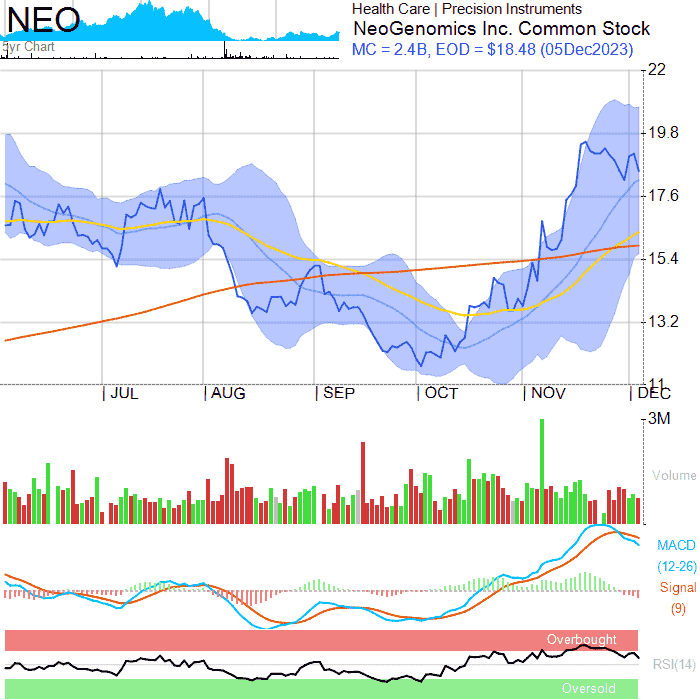 NEO
5yr Chart
Health Care | Precision Instruments
NeoGenomics Inc. Common Stock
MC = 2.4B, EOD = $18.48 (05Dec2023)
22
19.8
17.6
15.4
13.2
11
JUL
AUG
SEP
OCT
NOV
DEC
3M
Volume
MACD
(12-26)
Signal
(9)
Overbought
RSI(14)
Oversold